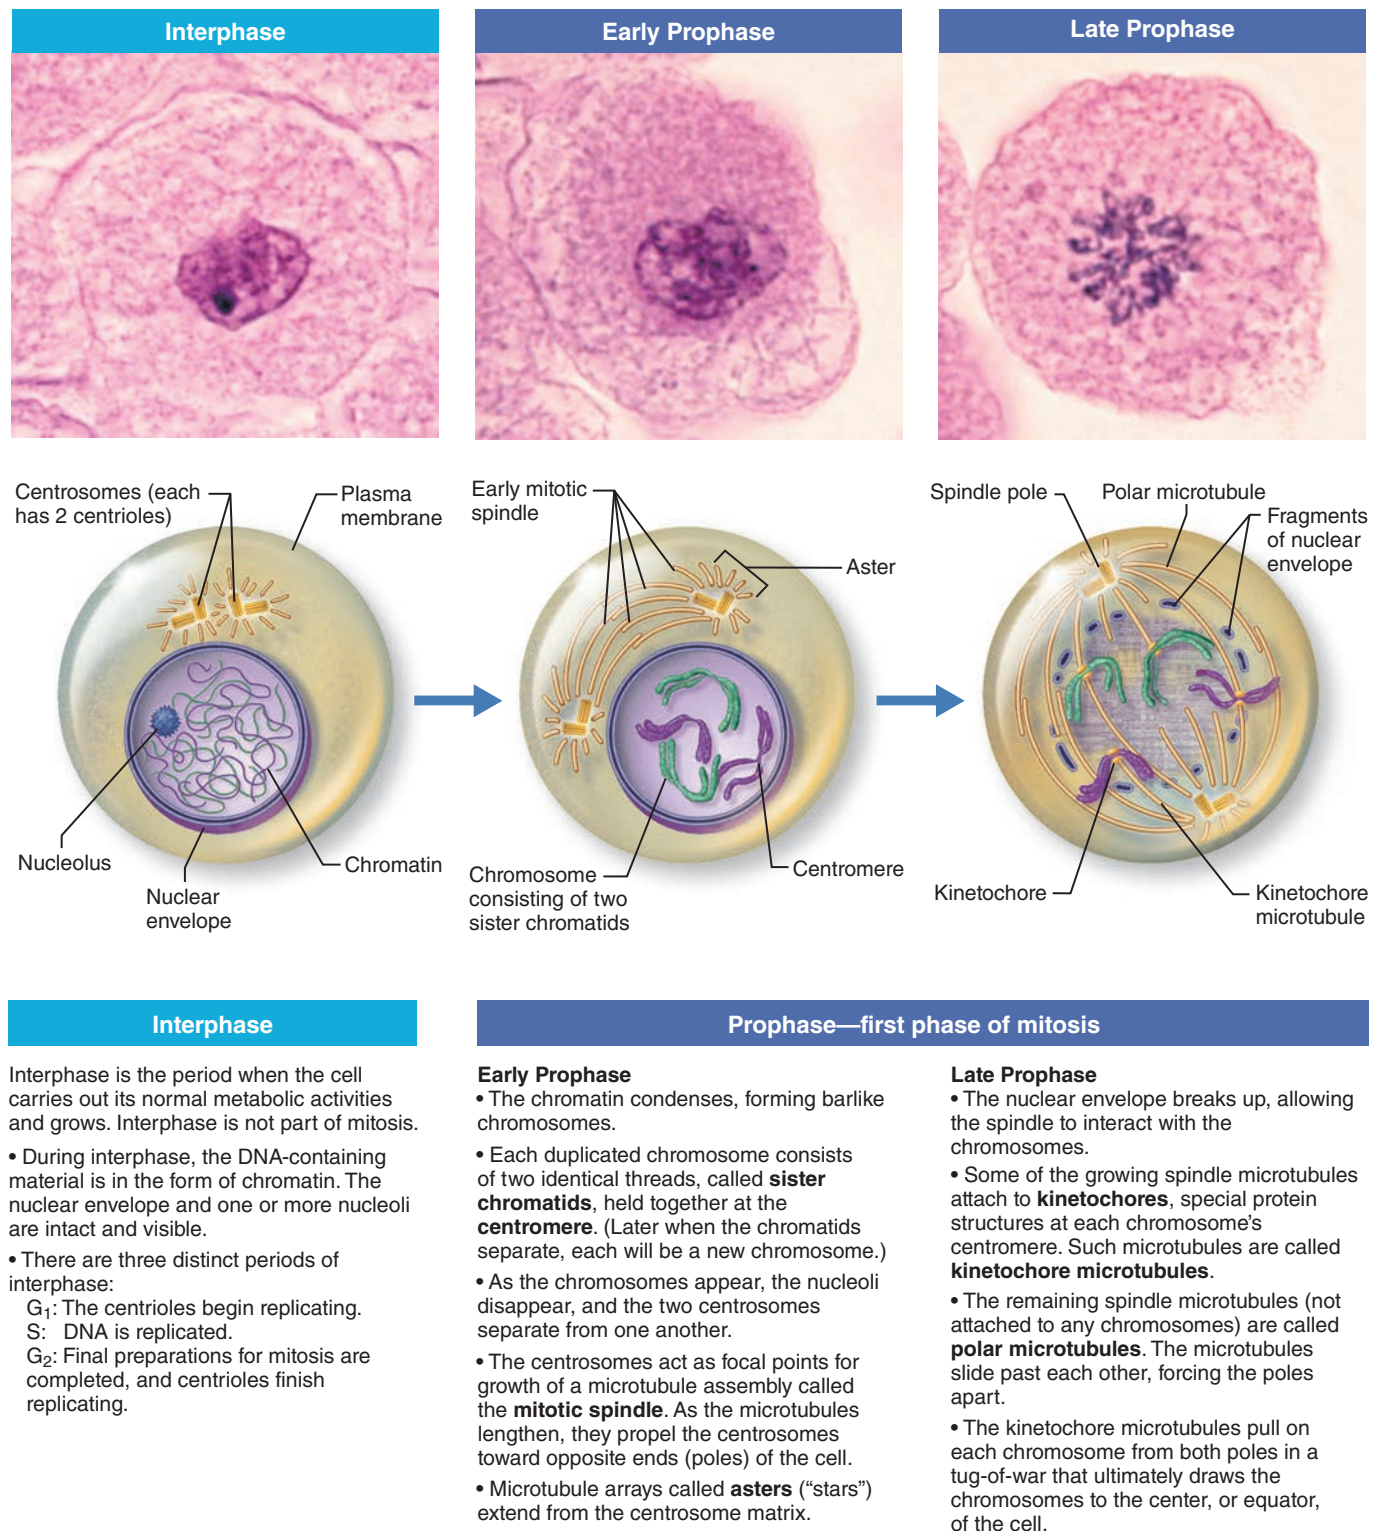 Interphase
Early Prophase
Late Prophase
Centrosomes (each
has 2 centrioles)
Plasma
membrane
Nucleolus
Nuclear
envelope
Chromatin
Early mitotic
spindle
Aster
Chromosome
consisting of two
sister chromatids
Centromere
Spindle pole
Polar microtubule
Fragments
of nuclear
envelope
Kinetochore
Kinetochore
microtubule
Interphase
Interphase is the period when the cell
carries out its normal metabolic activities
and grows. Interphase is not part of mitosis.
• During interphase, the DNA-containing
material is in the form of chromatin. The
nuclear envelope and one or more nucleoli
are intact and visible.
• There are three distinct periods of
interphase:
G₁: The centrioles begin replicating.
S: DNA is replicated.
G₂: Final preparations for mitosis are
completed, and centrioles finish
replicating.
Prophase—first phase of mitosis
Early Prophase
• The chromatin condenses, forming barlike
chromosomes.
• Each duplicated chromosome consists
of two identical threads, called sister
chromatids, held together at the
centromere. (Later when the chromatids
separate, each will be a new chromosome.)
• As the chromosomes appear, the nucleoli
disappear, and the two centrosomes
separate from one another.
• The centrosomes act as focal points for
growth of a microtubule assembly called
the mitotic spindle. As the microtubules
lengthen, they propel the centrosomes
toward opposite ends (poles) of the cell.
• Microtubule arrays called asters (“stars”)
extend from the centrosome matrix.
Late Prophase
• The nuclear envelope breaks up, allowing
the spindle to interact with the
chromosomes.
• Some of the growing spindle microtubules
attach to kinetochores, special protein
structures at each chromosome’s
centromere. Such microtubules are called
kinetochore microtubules.
• The remaining spindle microtubules (not
attached to any chromosomes) are called
polar microtubules. The microtubules
slide past each other, forcing the poles
apart.
• The kinetochore microtubules pull on
each chromosome from both poles in a
tug-of-war that ultimately draws the
chromosomes to the center, or equator,
of the cell.